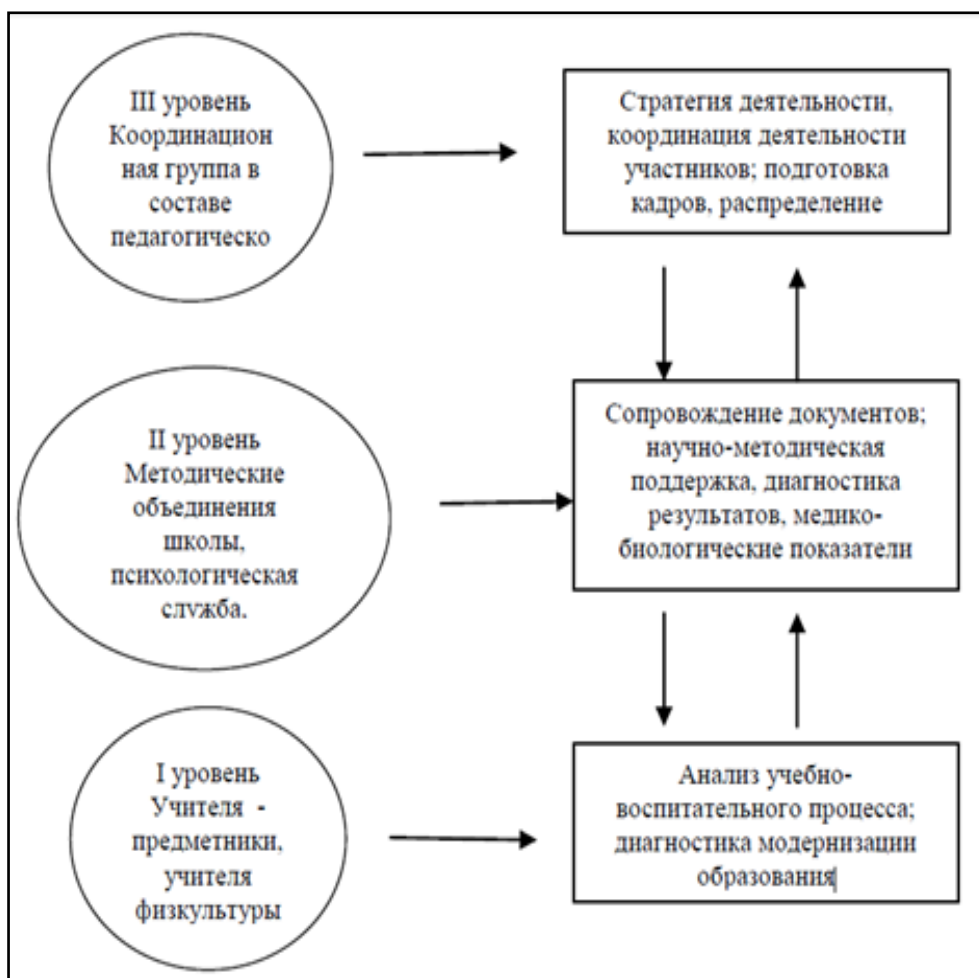 III уровень
Координацион
ная группа в
составе
педагогическо
Стратегия деятельности,
координация деятельности
участников; подготовка
кадров, распределение
II уровень
Методические
объединения
школы,
психологическая
служба.
Сопровождение документов;
научно-методическая
поддержка, диагностика
результатов, медико-
биологические показатели
I уровень
Учителя -
предметники,
учителя
физкультуры
Анализ учебно-
воспитательного процесса;
диагностика модернизации
образования